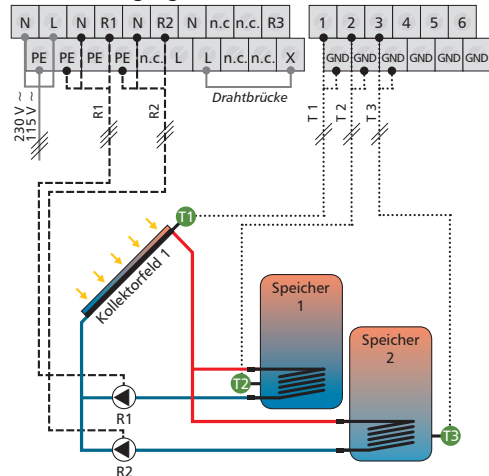 N L N R1 N R2 N n.c n.c. R3
PE PE PE PE n.c. L L n.c. n.c. X
1 2 3 4 5 6
GND GND GND GND GND GND
Drahtbrücke
230 V ~
115 V ~
R1
R2
T 1
T 2
T 3
T1
Kollektorfeld 1
Speicher
1
Speicher
2
T2
T3
R1
R2